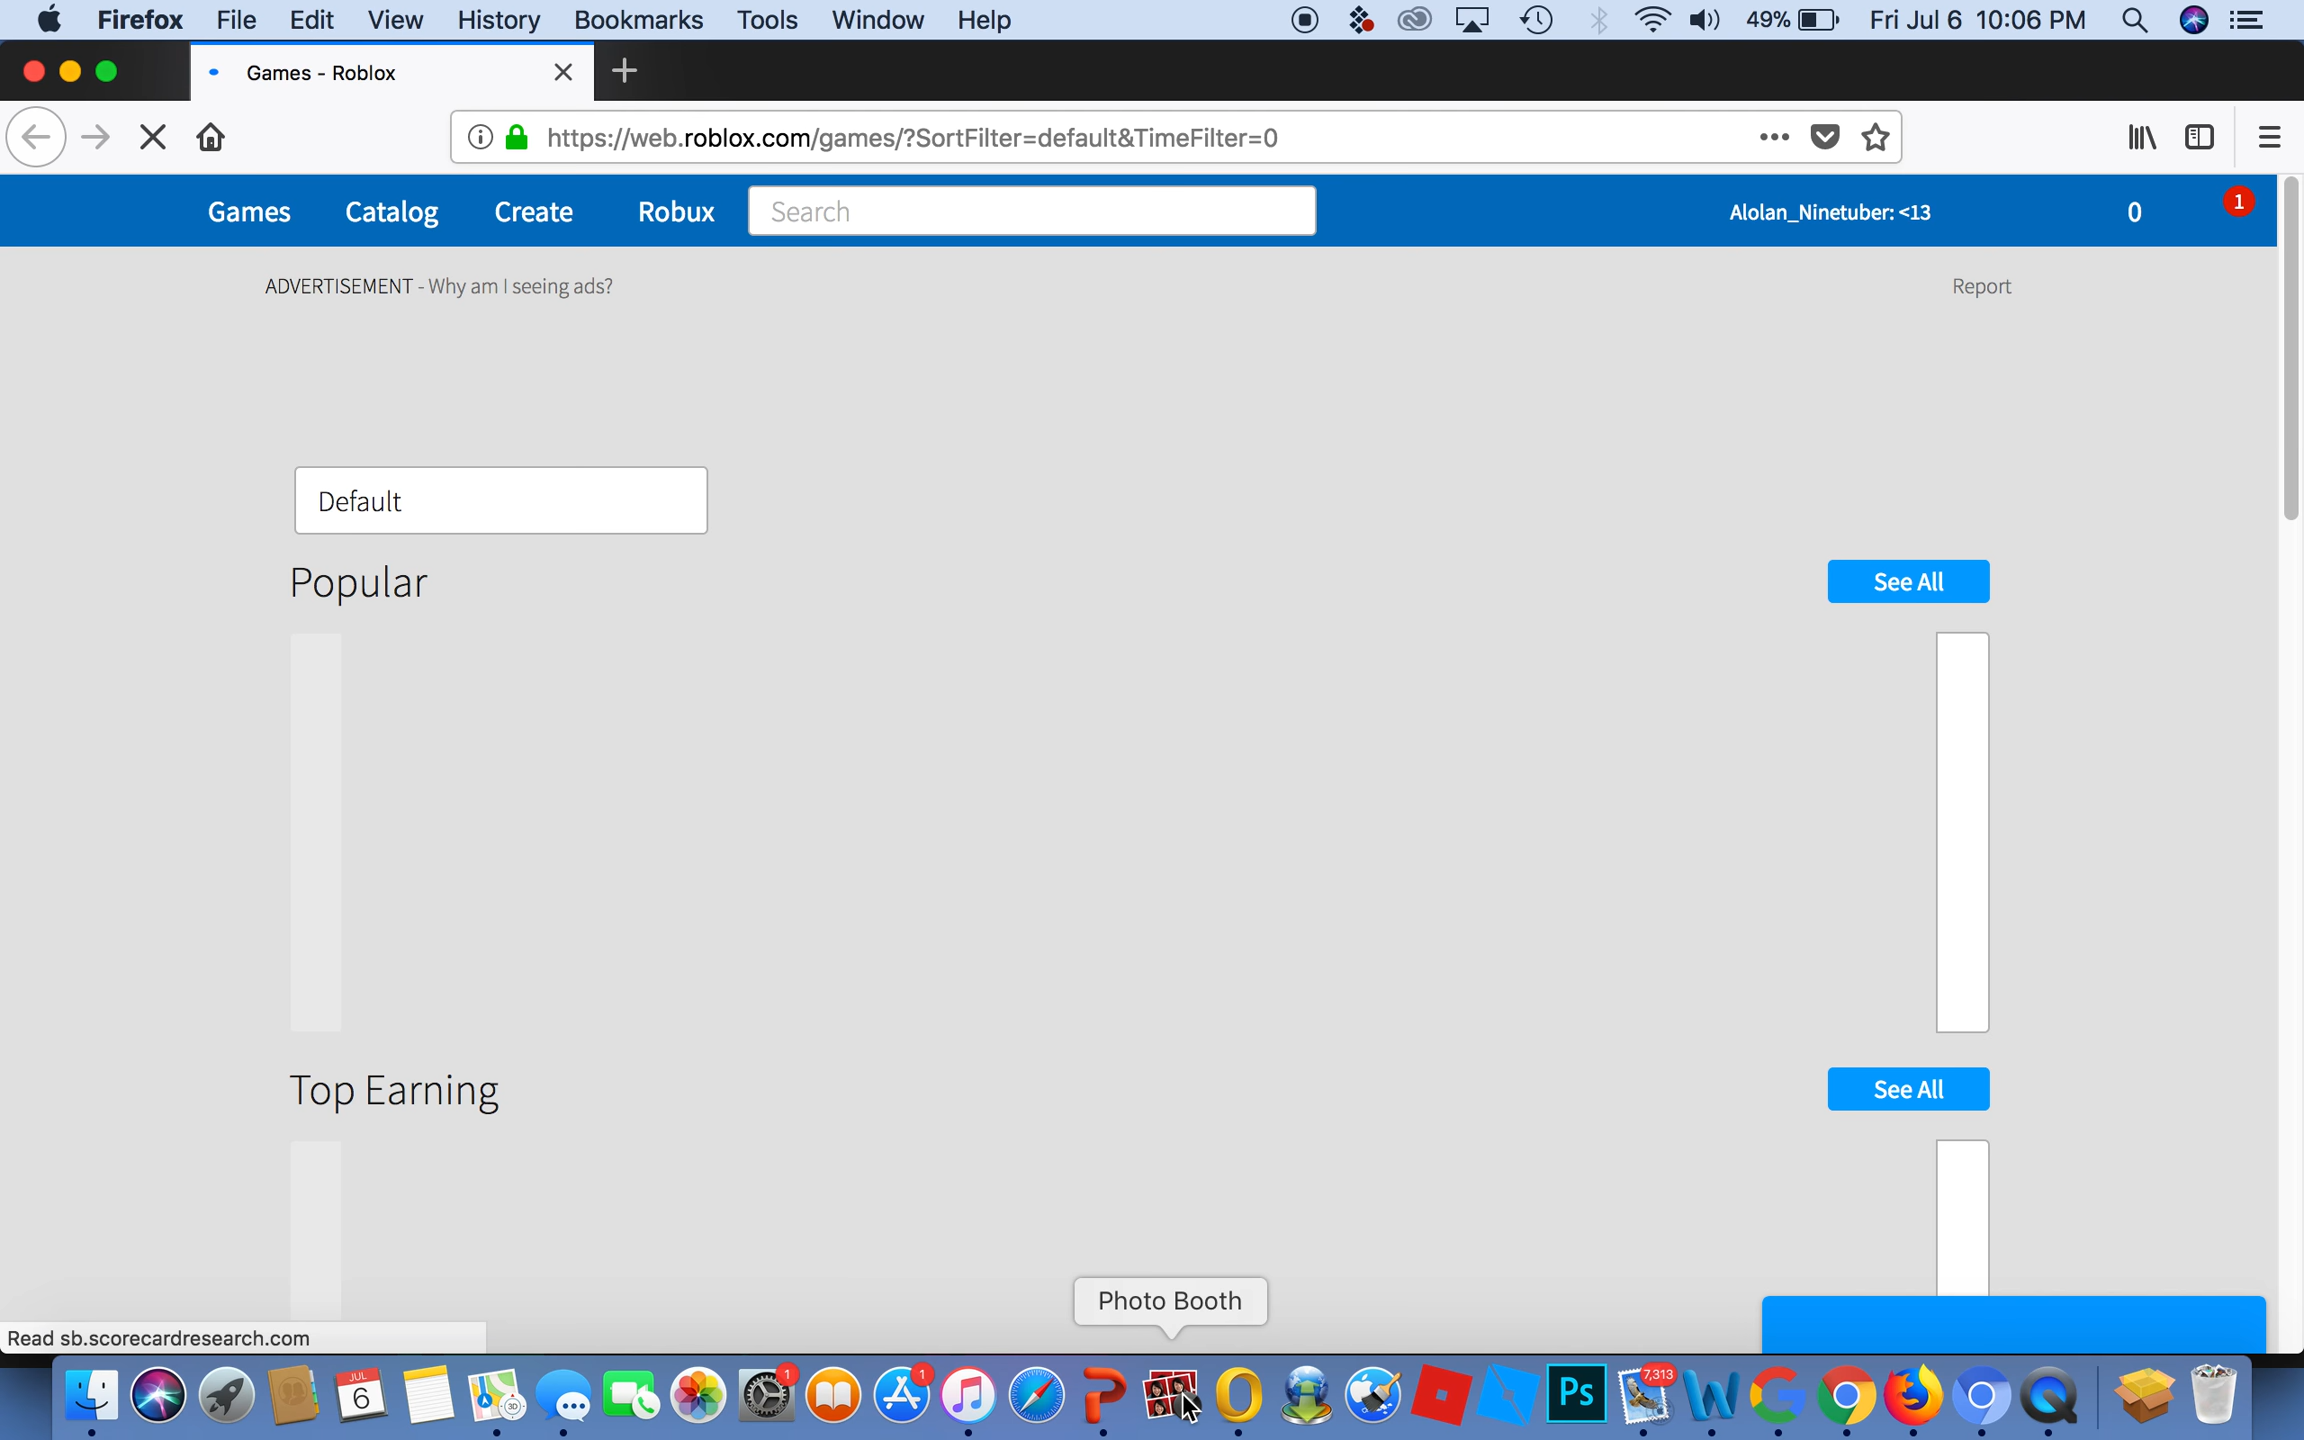 Firefox File Edit View History Bookmarks Tools Window Help 49% Fri Jul 6 10:06 PM
Games - Roblox
https://web.roblox.com/games/?SortFilter=default&TimeFilter=0
Games Catalog Create Robux Search Alolan_Ninetuber: <13 0 1
ADVERTISEMENT - Why am I seeing ads? Report
Default
Popular See All
Top Earning See All
Photo Booth
Read sb.scorecardresearch.com
JUL
6
3D
1
1
Ps
7,313